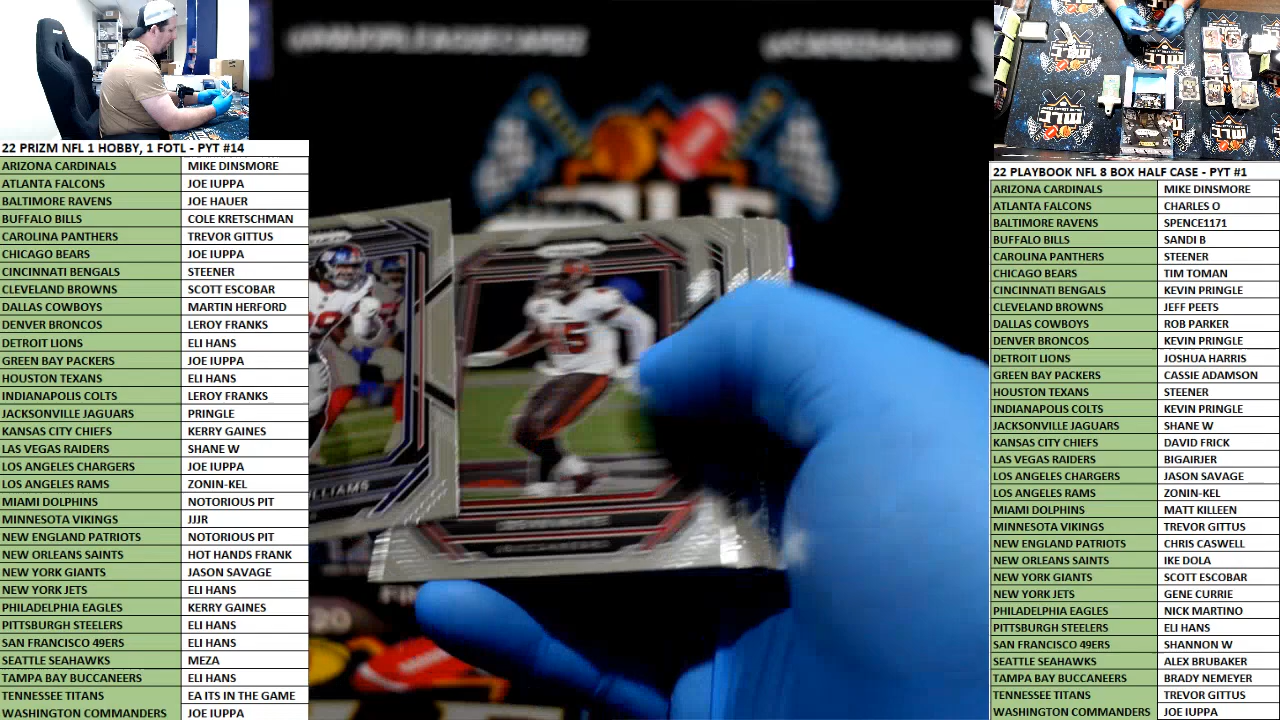 22 PRIZM NFL 1 HOBBY, 1 FOTL - PYT #14
ARIZONA CARDINALS MIKE DINSMORE
ATLANTA FALCONS JOE IUPPA
BALTIMORE RAVENS JOE HAUER
BUFFALO BILLS COLE KRETSCHMAN
CAROLINA PANTHERS TREVOR GITTUS
CHICAGO BEARS JOE IUPPA
CINCINNATI BENGALS STEENER
CLEVELAND BROWNS SCOTT ESCOBAR
DALLAS COWBOYS MARTIN HERFORD
DENVER BRONCOS LEROY FRANKS
DETROIT LIONS ELI HANS
GREEN BAY PACKERS JOE IUPPA
HOUSTON TEXANS ELI HANS
INDIANAPOLIS COLTS LEROY FRANKS
JACKSONVILLE JAGUARS PRINGLE
KANSAS CITY CHIEFS KERRY GAINES
LAS VEGAS RAIDERS SHANE W
LOS ANGELES CHARGERS JOE IUPPA
LOS ANGELES RAMS ZONIN-KEL
MIAMI DOLPHINS NOTORIOUS PIT
MINNESOTA VIKINGS JJJR
NEW ENGLAND PATRIOTS NOTORIOUS PIT
NEW ORLEANS SAINTS HOT HANDS FRANK
NEW YORK GIANTS JASON SAVAGE
NEW YORK JETS ELI HANS
PHILADELPHIA EAGLES KERRY GAINES
PITTSBURGH STEELERS ELI HANS
SAN FRANCISCO 49ERS ELI HANS
SEATTLE SEAHAWKS MEZA
TAMPA BAY BUCCANEERS ELI HANS
TENNESSEE TITANS EA ITS IN THE GAME
WASHINGTON COMMANDERS JOE IUPPA
ILLIAMS
15
BUCCANEERS
MLC
22 PLAYBOOK NFL 8 BOX HALF CASE - PYT #1
ARIZONA CARDINALS MIKE DINSMORE
ATLANTA FALCONS CHARLES O
BALTIMORE RAVENS SPENCE1171
BUFFALO BILLS SANDI B
CAROLINA PANTHERS STEENER
CHICAGO BEARS TIM TOMAN
CINCINNATI BENGALS KEVIN PRINGLE
CLEVELAND BROWNS JEFF PEETS
DALLAS COWBOYS ROB PARKER
DENVER BRONCOS KEVIN PRINGLE
DETROIT LIONS JOSHUA HARRIS
GREEN BAY PACKERS CASSIE ADAMSON
HOUSTON TEXANS STEENER
INDIANAPOLIS COLTS KEVIN PRINGLE
JACKSONVILLE JAGUARS SHANE W
KANSAS CITY CHIEFS DAVID FRICK
LAS VEGAS RAIDERS BIGAIRJER
LOS ANGELES CHARGERS JASON SAVAGE
LOS ANGELES RAMS ZONIN-KEL
MIAMI DOLPHINS MATT KILLEEN
MINNESOTA VIKINGS TREVOR GITTUS
NEW ENGLAND PATRIOTS CHRIS CASWELL
NEW ORLEANS SAINTS IKE DOLA
NEW YORK GIANTS SCOTT ESCOBAR
NEW YORK JETS GENE CURRIE
PHILADELPHIA EAGLES NICK MARTINO
PITTSBURGH STEELERS ELI HANS
SAN FRANCISCO 49ERS SHANNON W
SEATTLE SEAHAWKS ALEX BRUBAKER
TAMPA BAY BUCCANEERS BRADY NEMEYER
TENNESSEE TITANS TREVOR GITTUS
WASHINGTON COMMANDERS JOE IUPPA